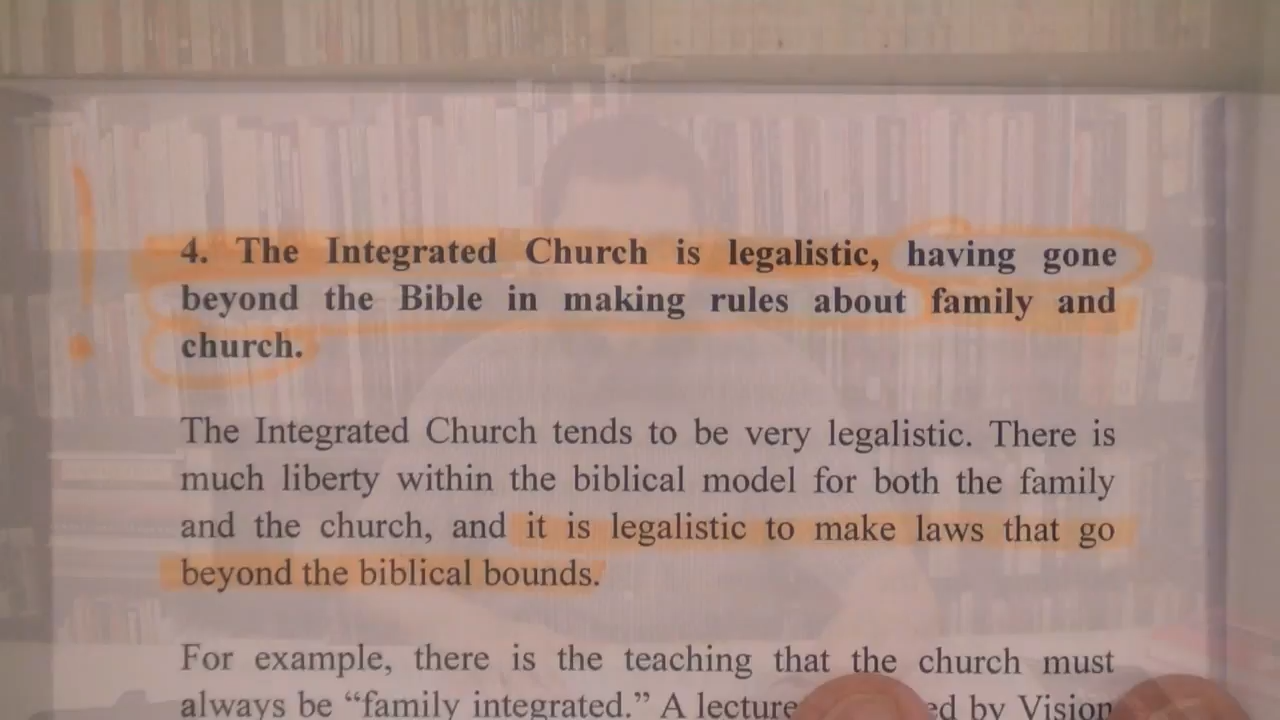 4. The Integrated Church is legalistic, having gone
beyond the Bible in making rules about family and
church.
The Integrated Church tends to be very legalistic. There is
much liberty within the biblical model for both the family
and the church, and it is legalistic to make laws that go
beyond the biblical bounds.
For example, there is the teaching that the church must
always be “family integrated.” A lecture ed by Vision